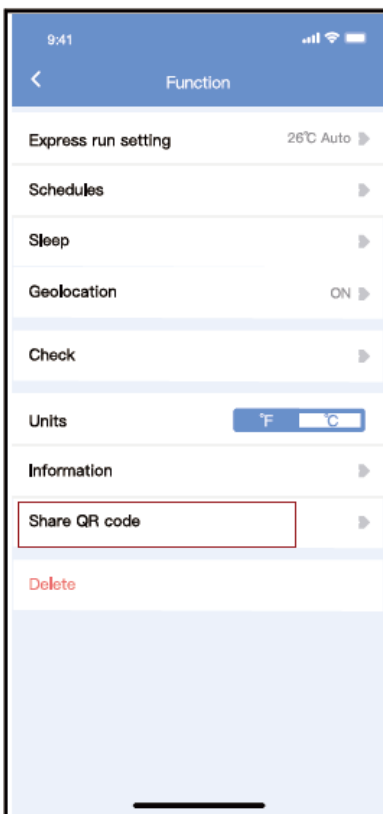 9:41
Function
Express run setting 26℃ Auto
Schedules
Sleep
Geolocation ON
Check
Units ℉ ℃
Information
Share QR code
Delete